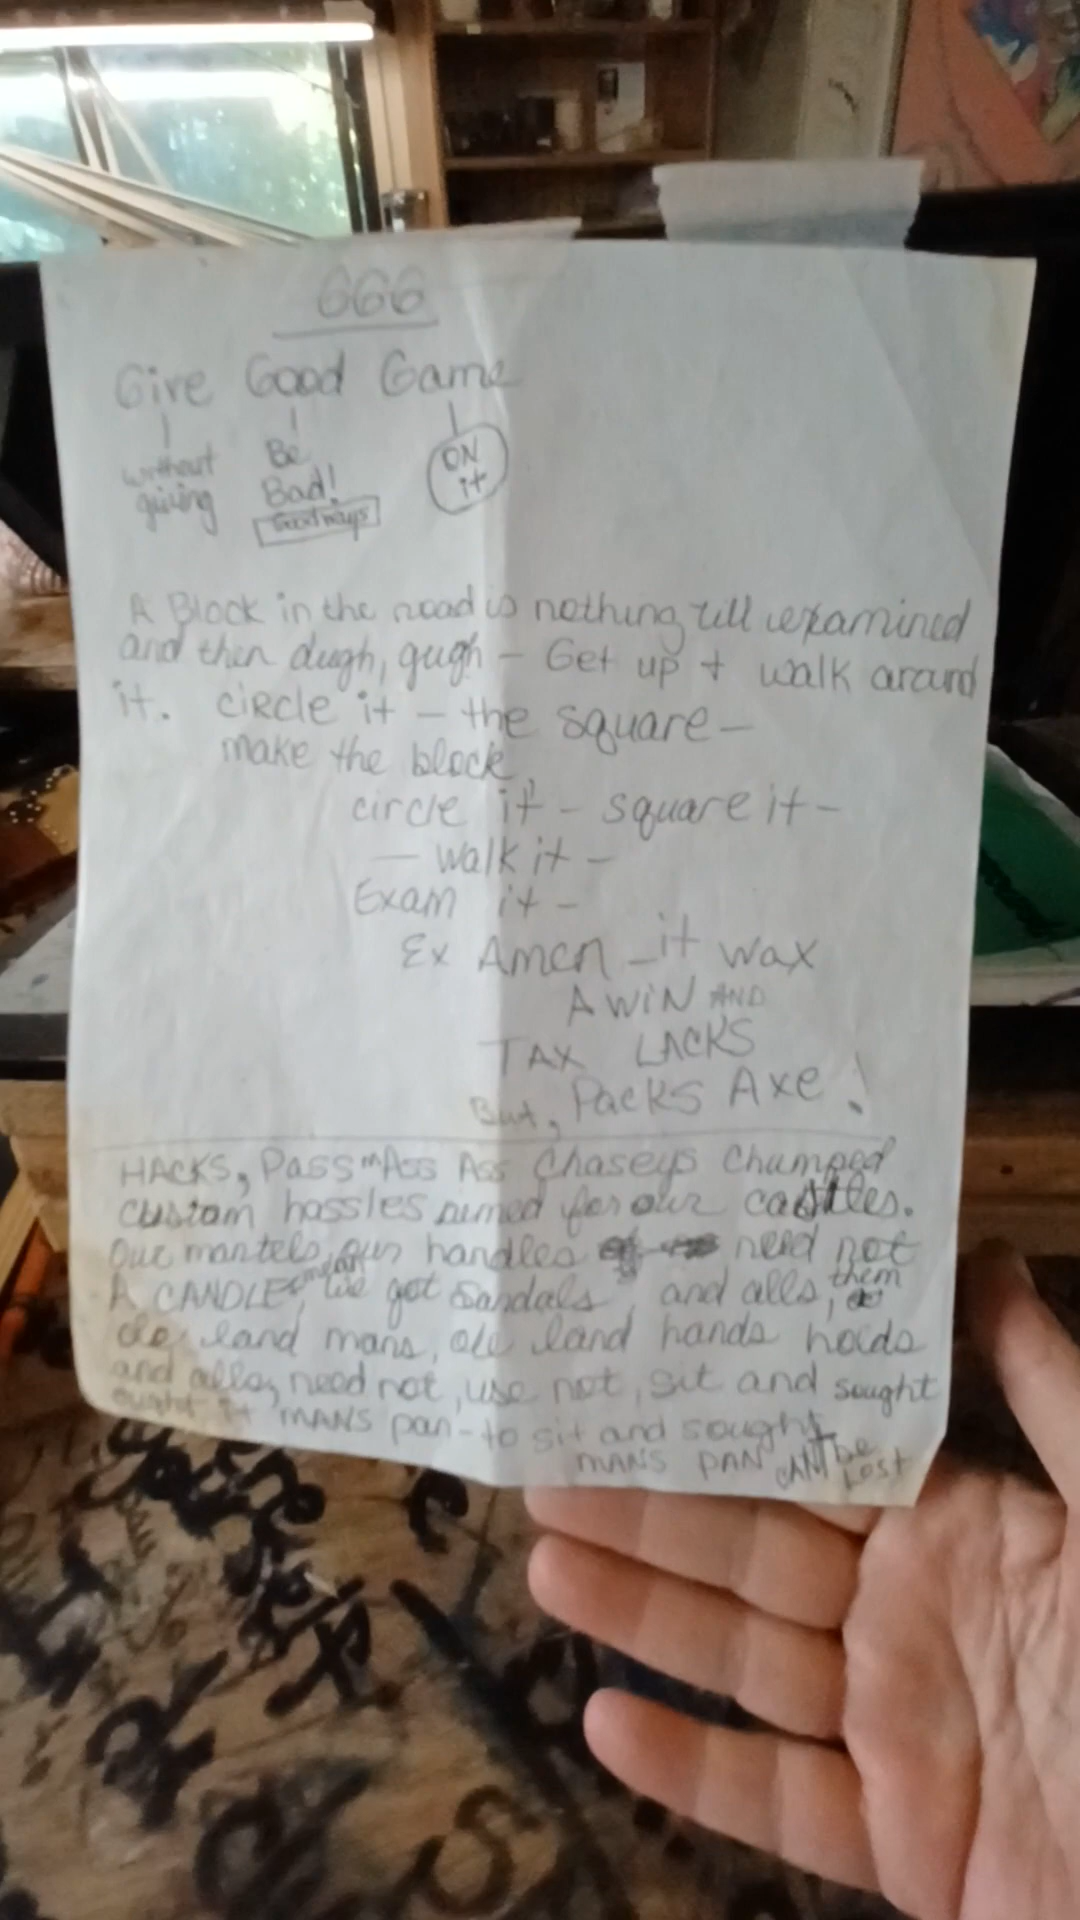 666
Give Good Game
without giving
Be Bad!
ON it
A Block in the road is nothing till examined
and then dugh, gugh - Get up + walk around
it. circle it - the square -
make the block,
circle it - square it -
- walk it -
Exam it -
Ex Amen - it wax
A WIN AND
TAX LACKS
But, Packs Axe!
HACKS, Pass Ass Ass Chaseys chumped
custom hassles for our castles.
our mantels, our handles need not
A CANDLE, mean we got sandals, and alls, them
land mans, ole land hands holds
and alls, need not, use not, sit and sought
ought it MANS pan - to sit and sought
MANS PAN CANT be Lost